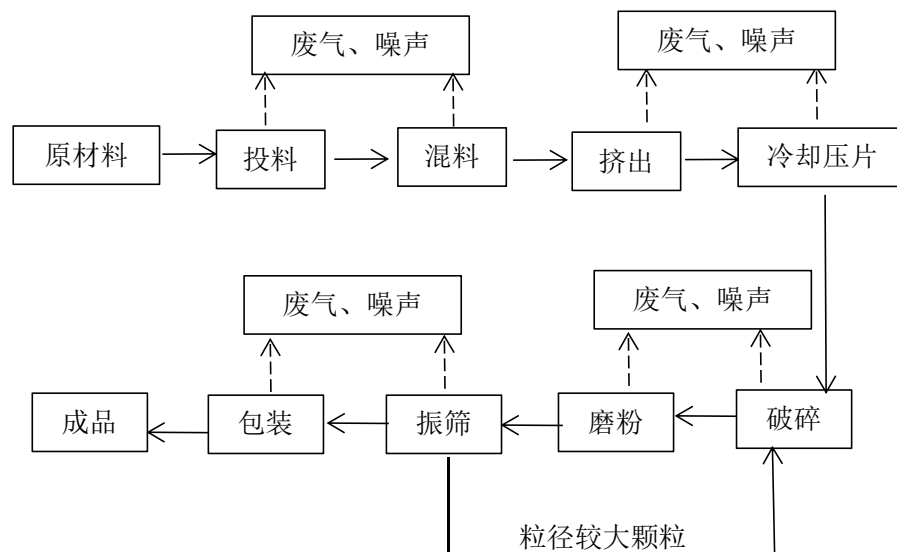 废气、噪声
废气、噪声
原材料
投料
混料
挤出
冷却压片
废气、噪声
废气、噪声
成品
包装
振筛
磨粉
破碎
粒径较大颗粒